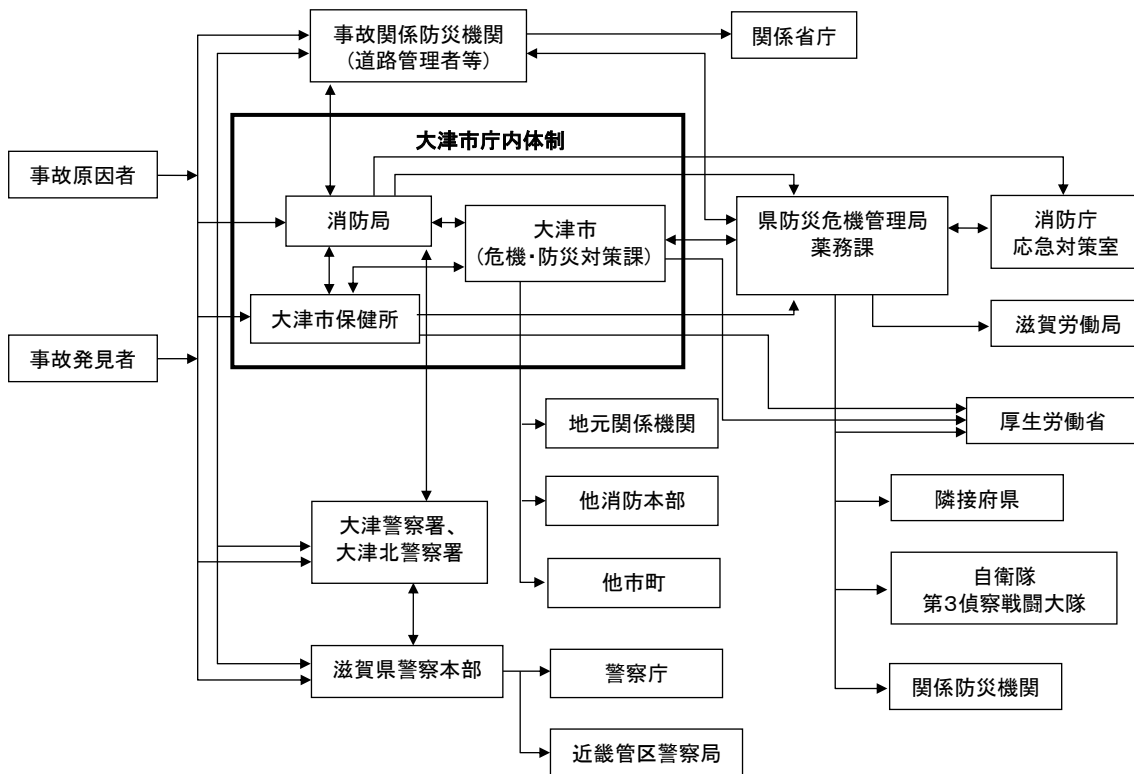 事故関係防災機関
(道路管理者等)
関係省庁
大津市庁内体制
事故原因者
消防局
大津市
(危機・防災対策課)
県防災危機管理局
薬務課
消防庁
応急対策室
大津市保健所
滋賀労働局
事故発見者
地元関係機関
厚生労働省
他消防本部
隣接府県
大津警察署、
大津北警察署
他市町
自衛隊
第3偵察戦闘大隊
滋賀県警察本部
警察庁
関係防災機関
近畿管区警察局